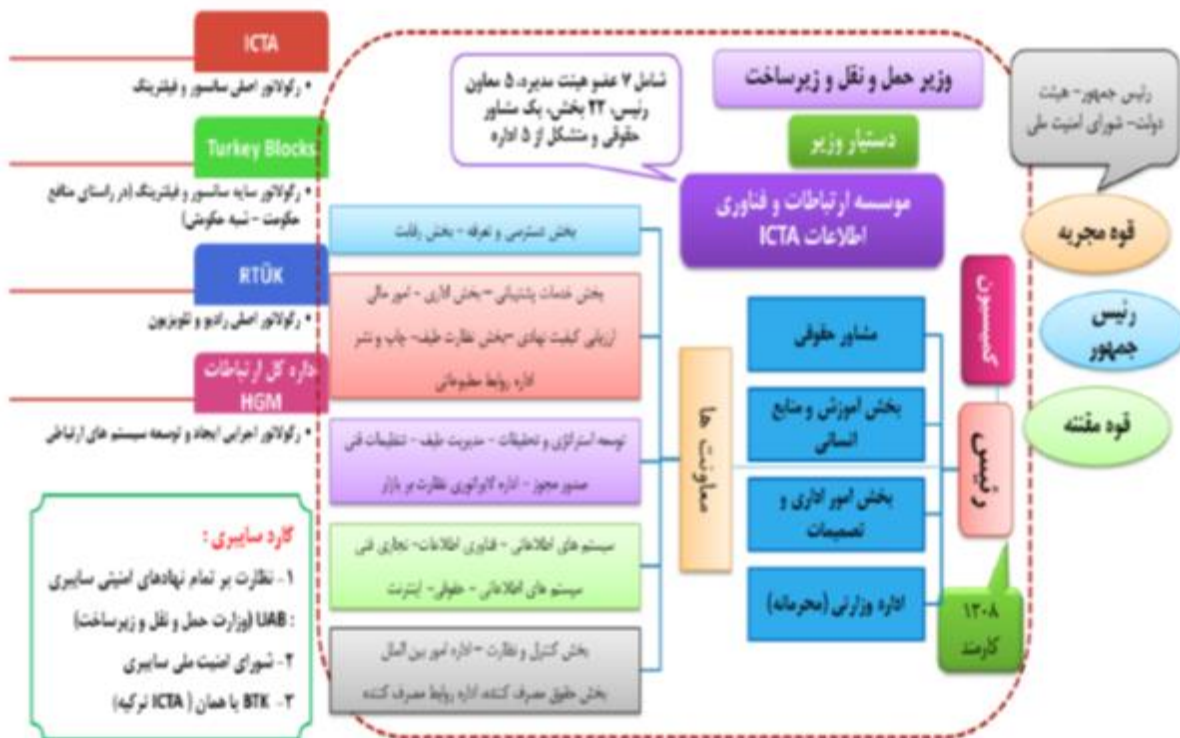 رئیس جمهور– هیئت
دولت– شورای امنیت ملی
قوه مجریه
رئیس
جمهور
قوه مقننه
وزیر حمل و نقل و زیرساخت
دستیار وزیر
شامل ۷ عضو هیئت مدیره، ۵ معاون
رئیس، ۲۲ بخش، یک مشاور
حقوقی و متشکل از ۵ اداره
موسسه ارتباطات و فناوری
اطلاعات ICTA
کمیسیون
رئیس
۱۳۰۸
کارمند
مشاور حقوقی
بخش آموزش و منابع
انسانی
بخش امور اداری و
تصمیمات
اداره وزارتی (محرمانه)
معاونت ها
بخش دسترسی و تعرفه – بخش رقابت
بخش خدمات پشتیبانی – بخش اداری – امور مالی
ارزیابی کیفیت نهادی –بخش نظارت طیف– چاپ و نشر
اداره روابط مطبوعاتی
توسعه استراتژی و تحقیقات – مدیریت طیف – تنظیمات فنی
صدور مجوز – اداره لابراتوری نظارت بر بازار
سیستم های اطلاعاتی – فناوری اطلاعات– تجاری فنی
سیستم های اطلاعاتی – حقوقی– اینترنت
بخش کنترل و نظارت – اداره امور بین الملل
بخش حقوق مصرف کننده، اداره روابط مصرف کننده
ICTA
• رگولاتور اصلی سانسور و فیلترینگ
Turkey Blocks
• رگولاتور سایه سانسور و فیلترینگ (در راستای منافع
حکومت – شبه حکومتی)
RTÜK
• رگولاتور اصلی رادیو و تلویزیون
داره کل ارتباطات
HGM
• رگولاتور اجرایی ایجاد و توسعه سیستم های ارتباطی
گارد سایبری :
۱- نظارت بر تمام نهادهای امنیتی سایبری
: UAB (وزارت حمل و نقل و زیرساخت)
۲- شورای امنیت ملی سایبری
۳- BTK یا همان ( ICTA ترکیه)